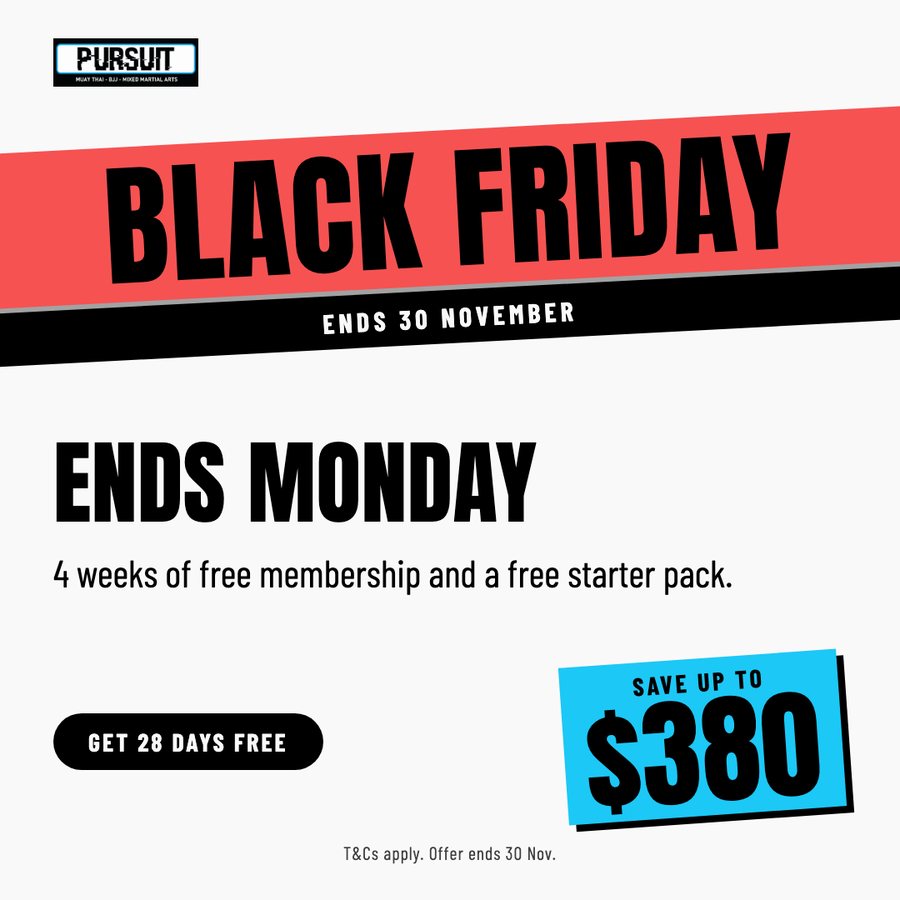 PURSUIT
MUAY THAI - BJJ - MIXED MARTIAL ARTS
BLACK FRIDAY
ENDS 30 NOVEMBER
ENDS MONDAY
4 weeks of free membership and a free starter pack.
SAVE UP TO
$380
GET 28 DAYS FREE
T&Cs apply. Offer ends 30 Nov.